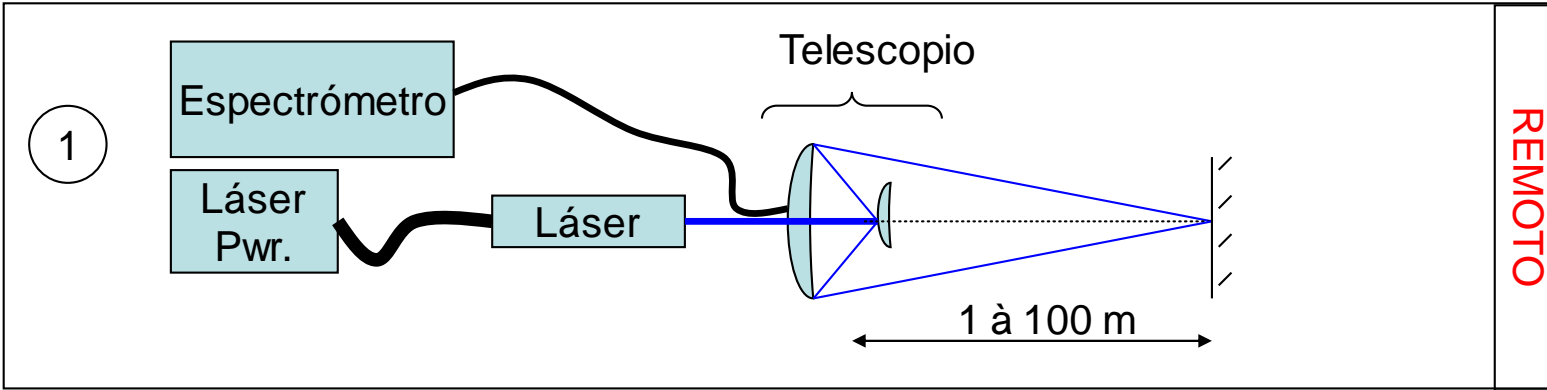 1
Espectrómetro
Láser
Pwr.
Láser
Telescopio
1 à 100 m
REMOTO